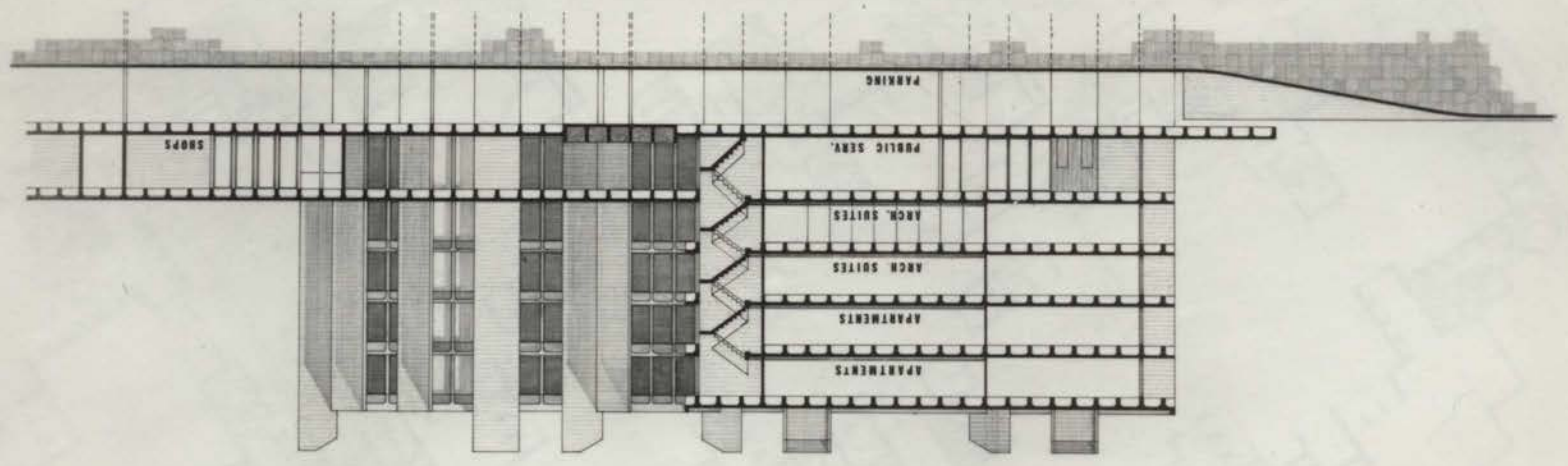 APARTMENTS
APARTMENTS
ARCH. SUITES
ARCH. SUITES
PUBLIC SERV.
SHOPS
PARKING